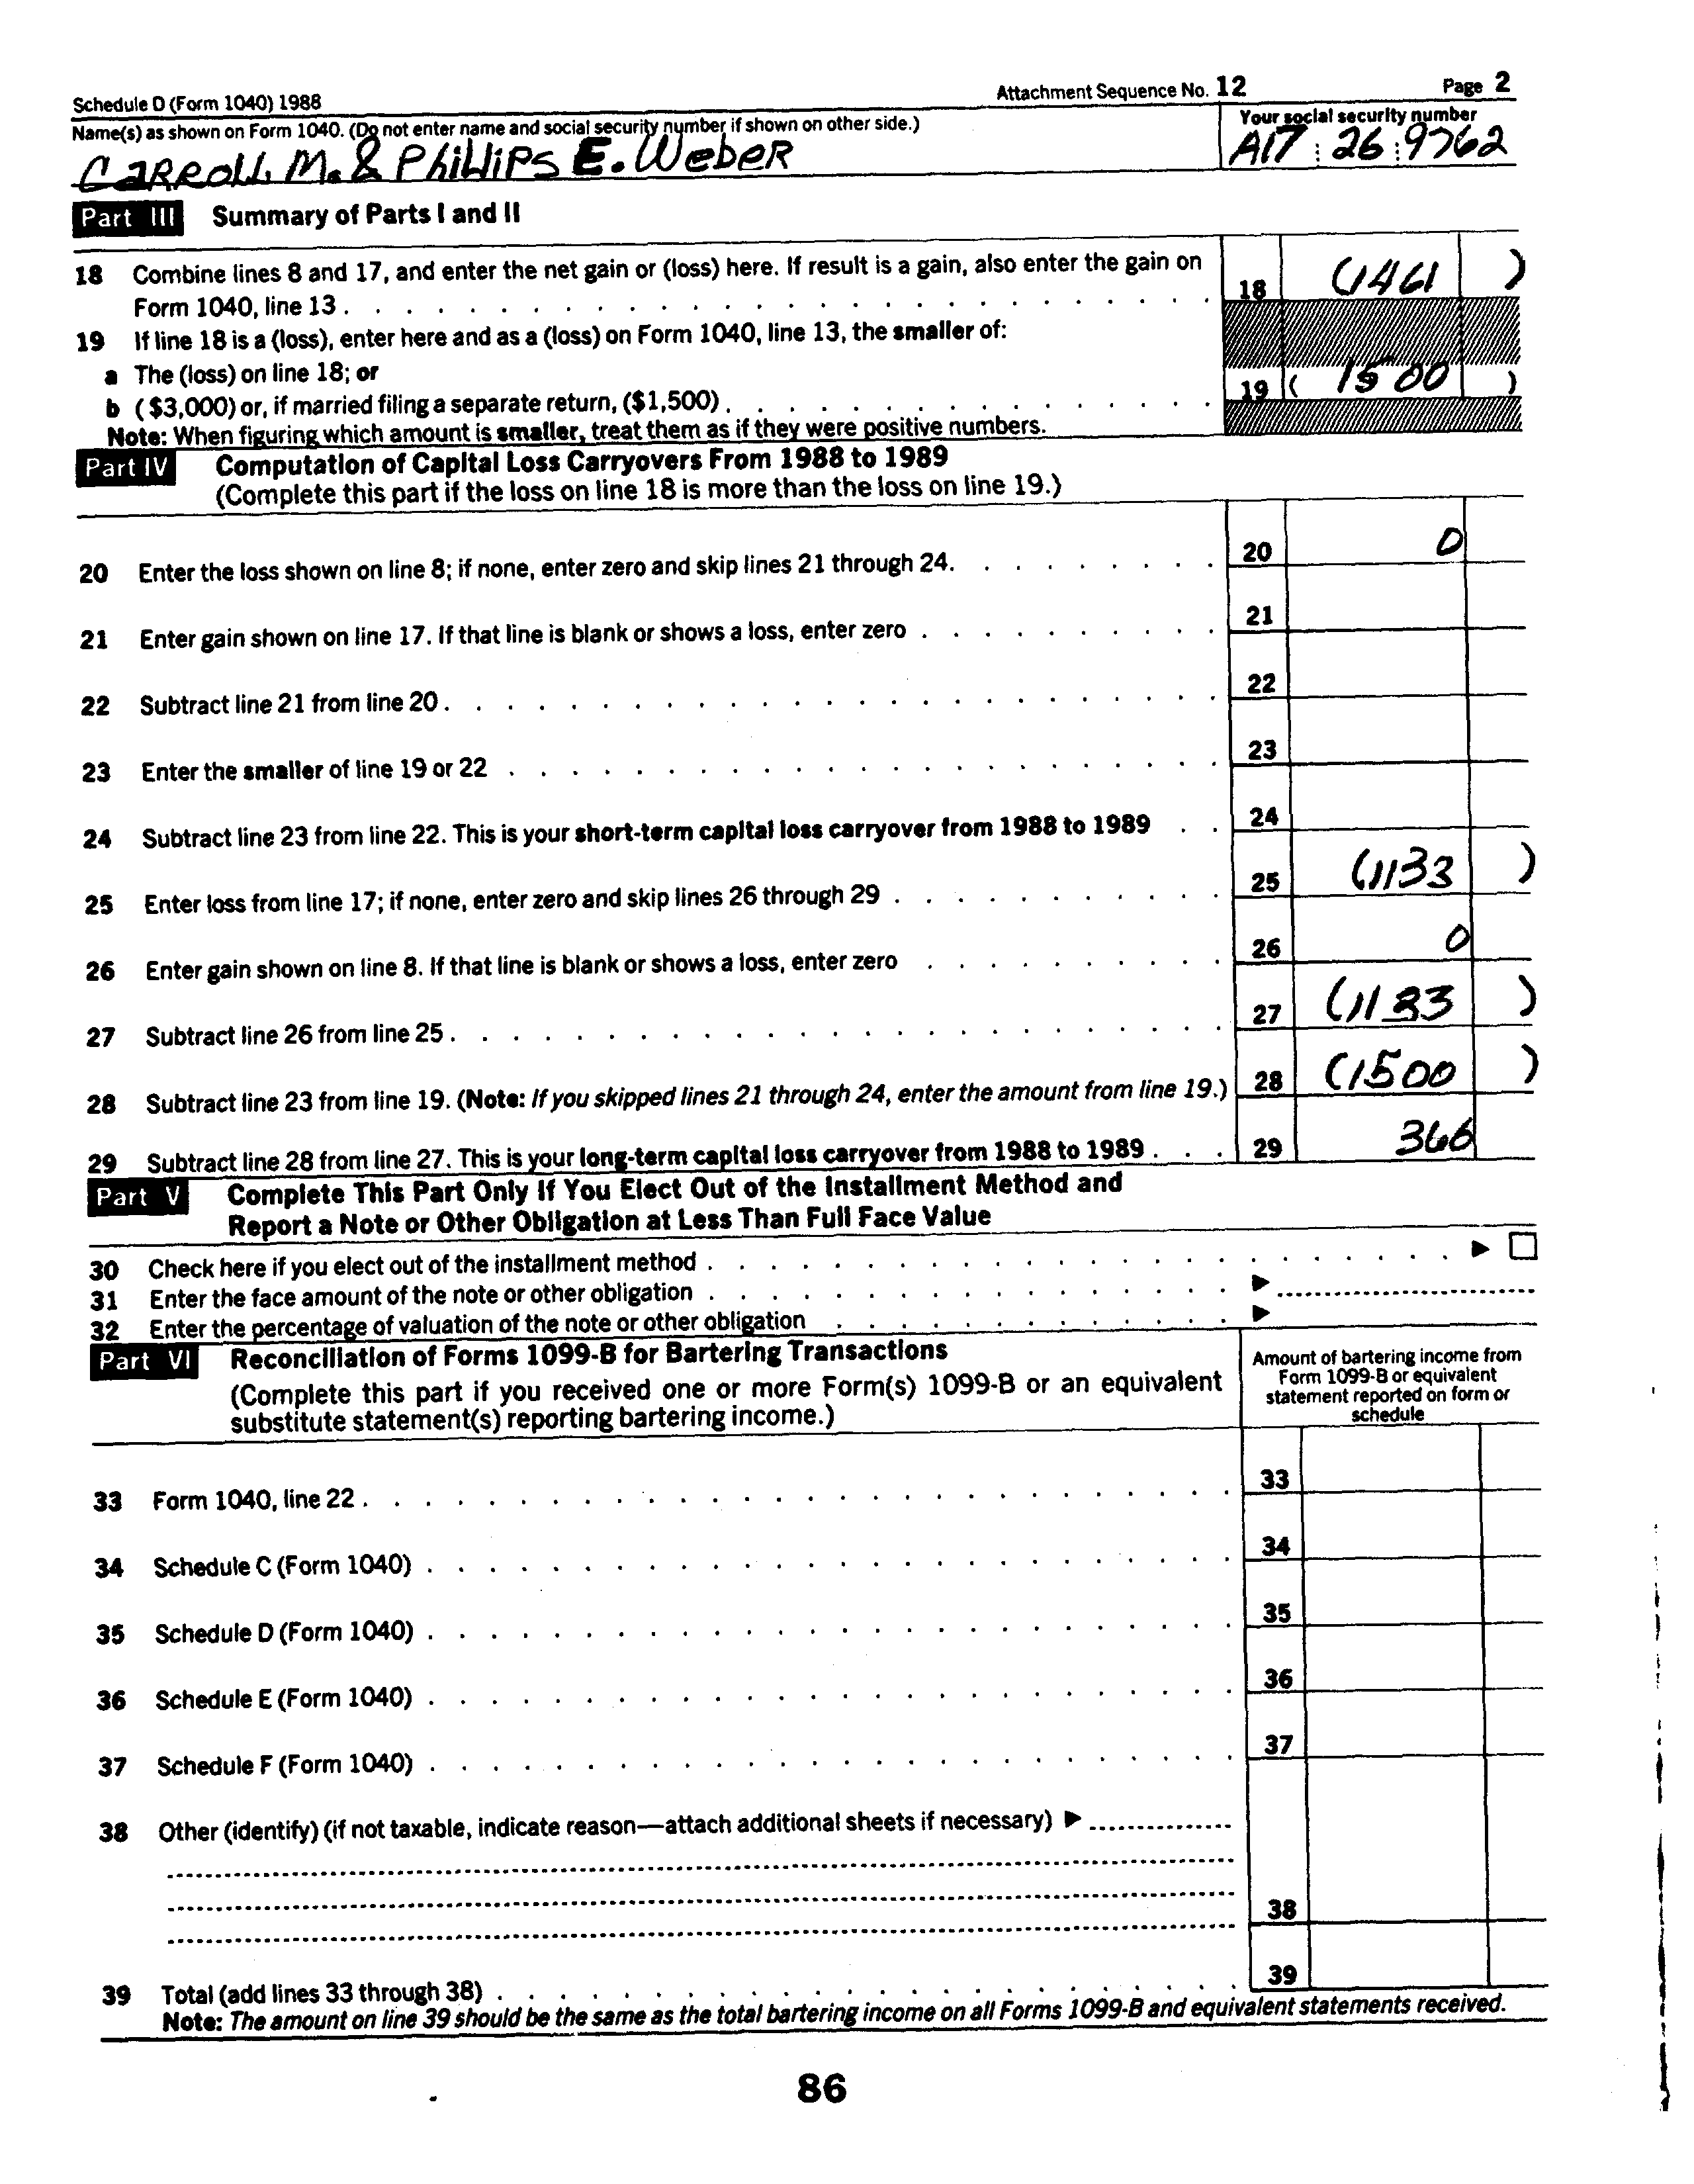 Schedule D (Form 1040) 1988 Attachment Sequence No. 12 Page 2
Name(s) as shown on Form 1040. (Do not enter name and social security number if shown on other side.) Your social security number
CARROLL M. & PHILLIPS E. WEBER A17 26 9762
Part III Summary of Parts I and II
18 Combine lines 8 and 17, and enter the net gain or (loss) here. If result is a gain, also enter the gain on
Form 1040, line 13 . 18 (1461 )
19 If line 18 is a (loss), enter here and as a (loss) on Form 1040, line 13, the smaller of:
a The (loss) on line 18; or
b ($3,000) or, if married filing a separate return, ($1,500) . 19 ( 1500 )
Note: When figuring which amount is smaller, treat them as if they were positive numbers.
Part IV Computation of Capital Loss Carryovers From 1988 to 1989
(Complete this part if the loss on line 18 is more than the loss on line 19.)
20 Enter the loss shown on line 8; if none, enter zero and skip lines 21 through 24. 20 0
21 Enter gain shown on line 17. If that line is blank or shows a loss, enter zero . 21
22 Subtract line 21 from line 20 . 22
23 Enter the smaller of line 19 or 22 . 23
24 Subtract line 23 from line 22. This is your short-term capital loss carryover from 1988 to 1989 . 24
25 Enter loss from line 17; if none, enter zero and skip lines 26 through 29 . 25 (1133 )
26 Enter gain shown on line 8. If that line is blank or shows a loss, enter zero . 26 0
27 Subtract line 26 from line 25 . 27 (1133 )
28 Subtract line 23 from line 19. (Note: If you skipped lines 21 through 24, enter the amount from line 19.) 28 (1500 )
29 Subtract line 28 from line 27. This is your long-term capital loss carryover from 1988 to 1989 . 29 366
Part V Complete This Part Only If You Elect Out of the Installment Method and
Report a Note or Other Obligation at Less Than Full Face Value
30 Check here if you elect out of the installment method . ▶ ☐
31 Enter the face amount of the note or other obligation . ▶
32 Enter the percentage of valuation of the note or other obligation . ▶
Part VI Reconciliation of Forms 1099-B for Bartering Transactions
(Complete this part if you received one or more Form(s) 1099-B or an equivalent
substitute statement(s) reporting bartering income.)
Amount of bartering income from
Form 1099-B or equivalent
statement reported on form or
schedule
33 Form 1040, line 22 . 33
34 Schedule C (Form 1040) . 34
35 Schedule D (Form 1040) . 35
36 Schedule E (Form 1040) . 36
37 Schedule F (Form 1040) . 37
38 Other (identify) (if not taxable, indicate reason—attach additional sheets if necessary) ▶
38
39 Total (add lines 33 through 38) . 39
Note: The amount on line 39 should be the same as the total bartering income on all Forms 1099-B and equivalent statements received.
86